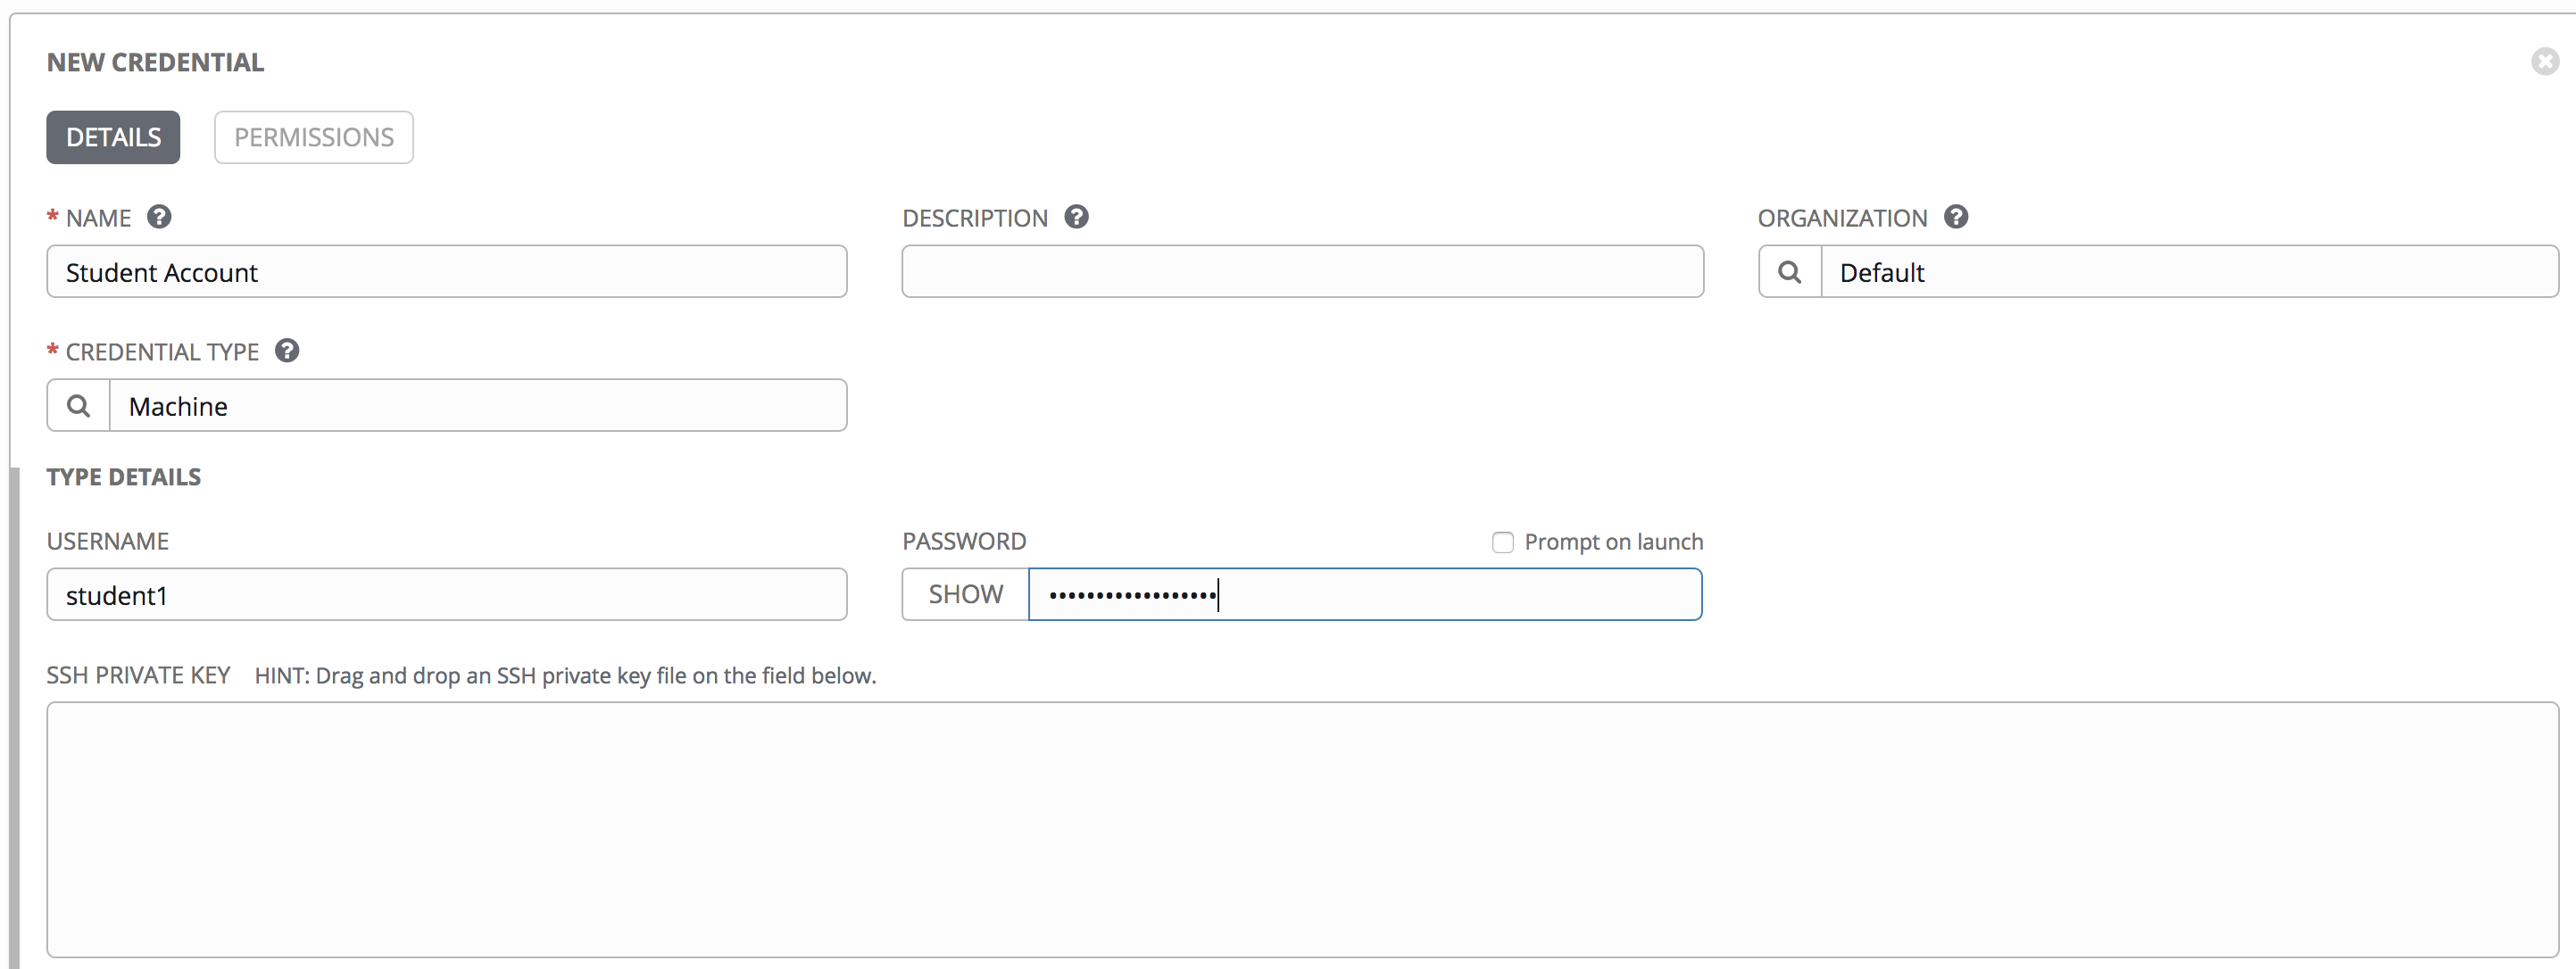 NEW CREDENTIAL
DETAILS PERMISSIONS
* NAME ? DESCRIPTION ? ORGANIZATION ?
Student Account Default
* CREDENTIAL TYPE ?
Machine
TYPE DETAILS
USERNAME PASSWORD Prompt on launch
student1 SHOW ••••••••••••••••••
SSH PRIVATE KEY HINT: Drag and drop an SSH private key file on the field below.